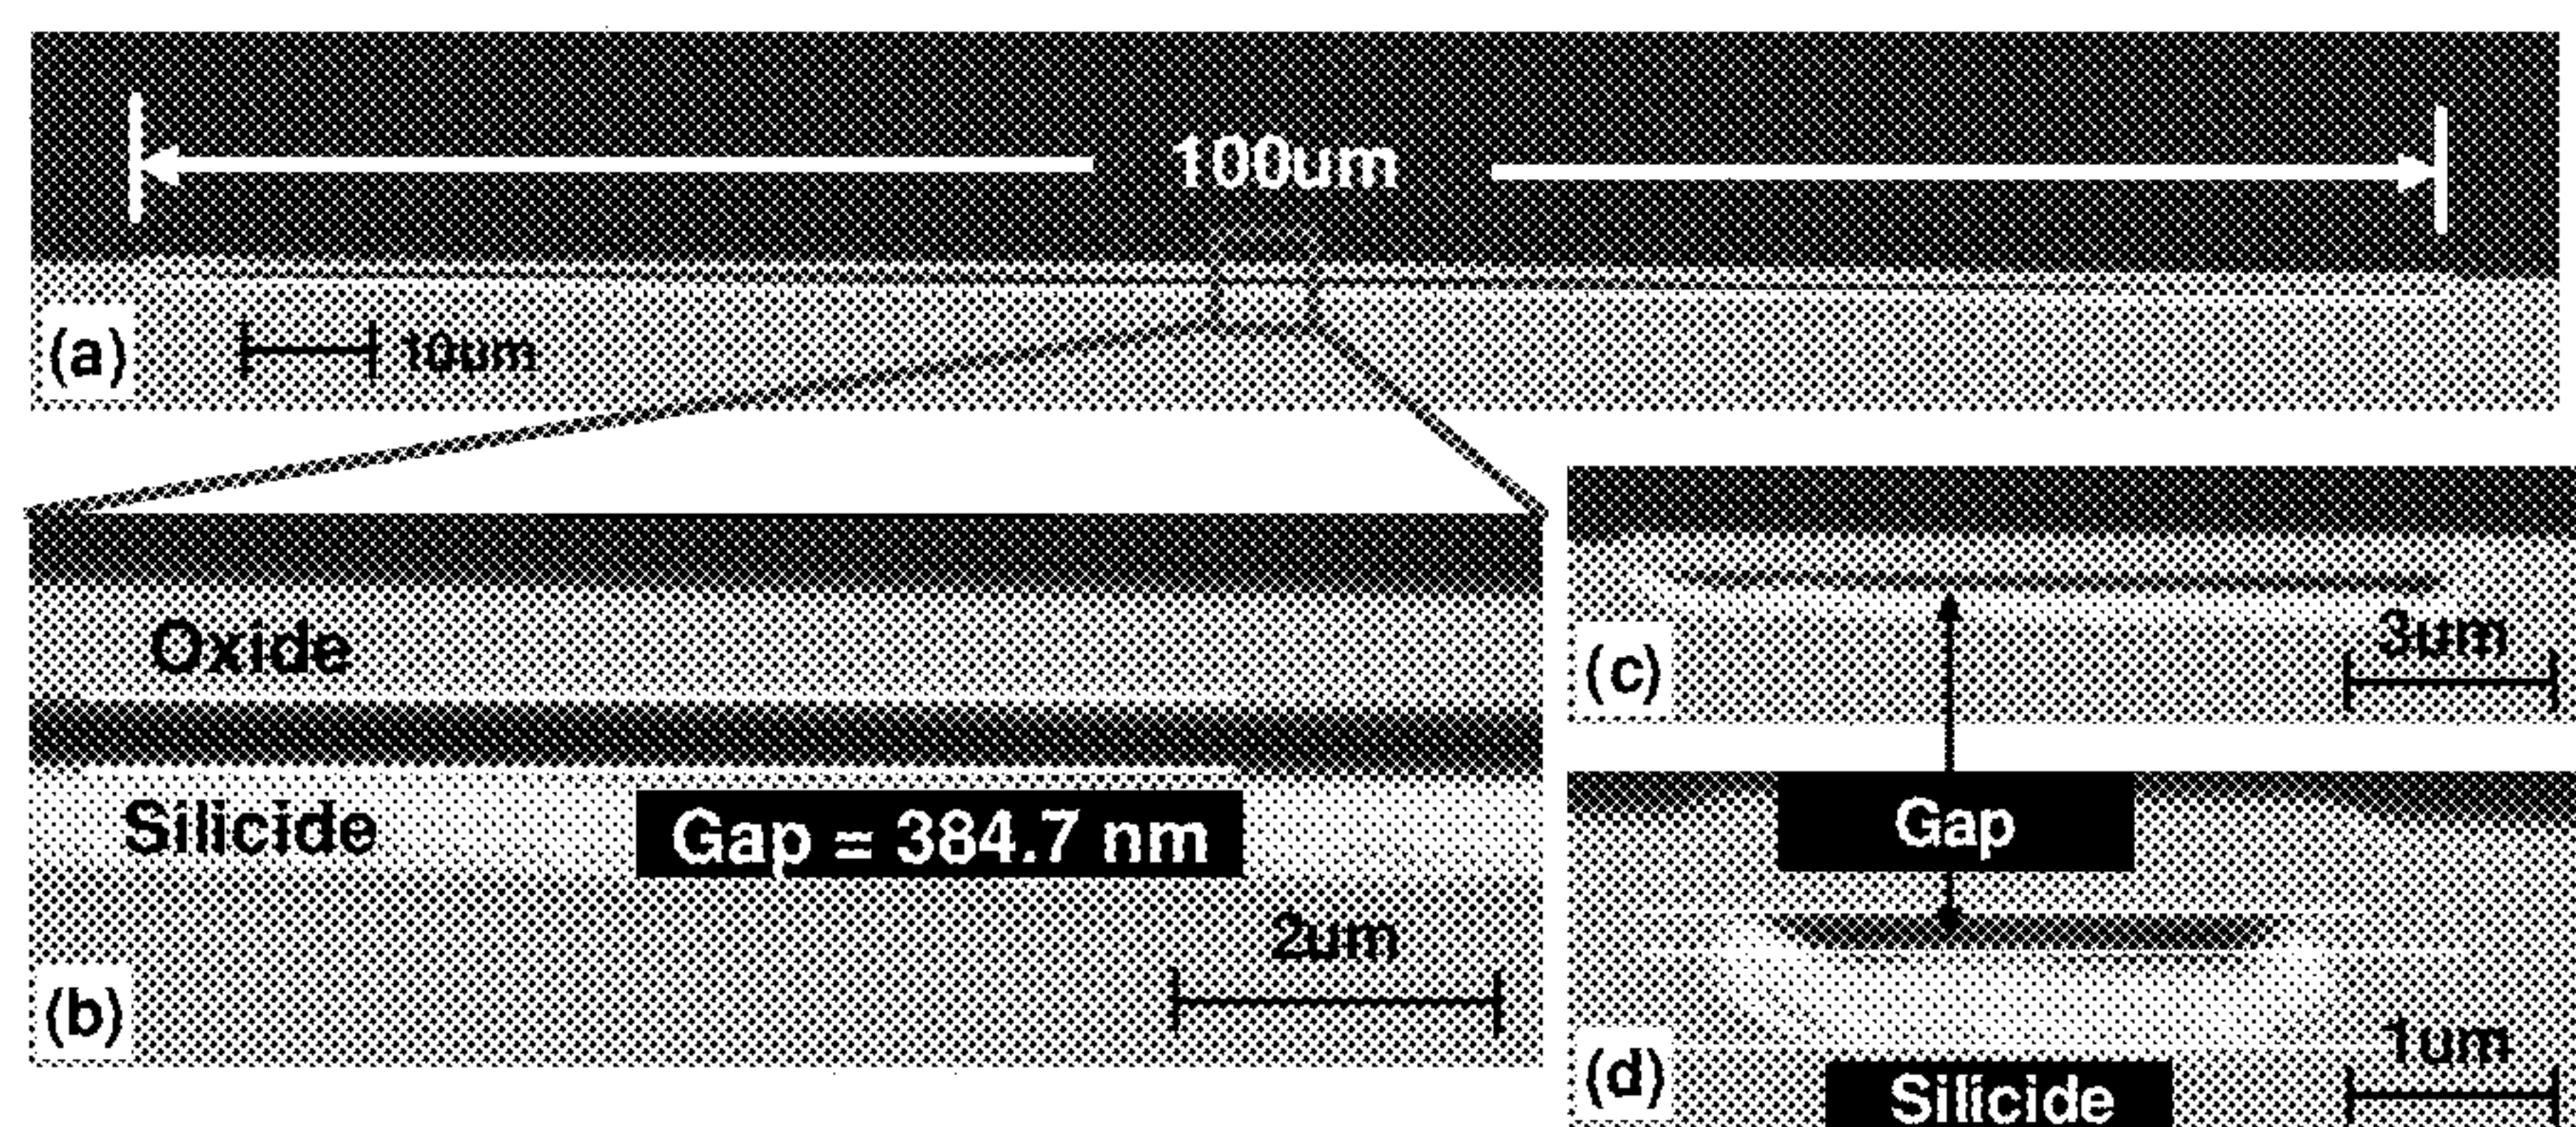 100um
(a)
10um
Oxide
Silicide
Gap = 384.7 nm
2um
(b)
3um
(c)
Gap
1um
(d)
Silicide